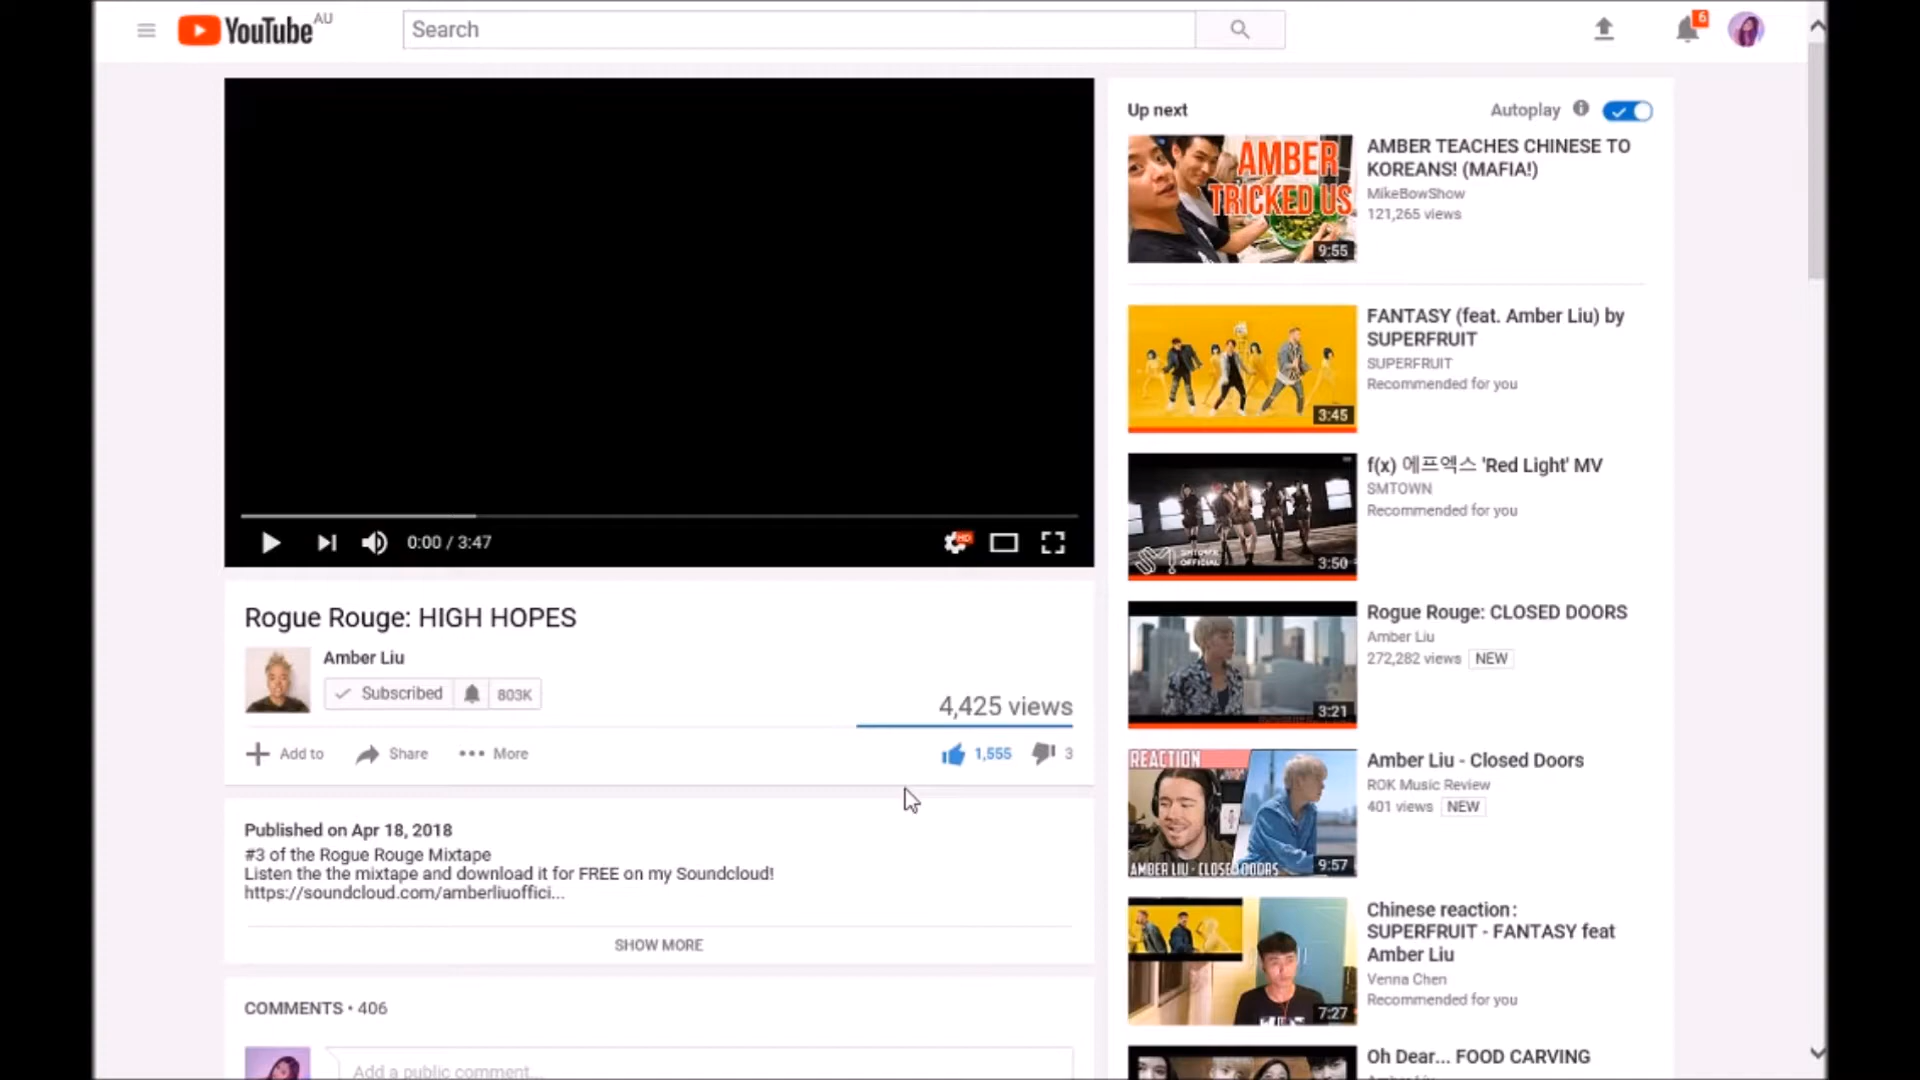 YouTube AU
Search
6
0:00 / 3:47
HD
Rogue Rouge: HIGH HOPES
Amber Liu
Subscribed 803K
4,425 views
Add to Share More
1,555 3
Published on Apr 18, 2018
#3 of the Rogue Rouge Mixtape
Listen the the mixtape and download it for FREE on my Soundcloud!
https://soundcloud.com/amberliuoffici...
SHOW MORE
COMMENTS • 406
Add a public comment...
Up next
Autoplay
AMBER
TRICKED US
9:55
AMBER TEACHES CHINESE TO
KOREANS! (MAFIA!)
MikeBowShow
121,265 views
3:45
FANTASY (feat. Amber Liu) by
SUPERFRUIT
SUPERFRUIT
Recommended for you
SMTOWN
OFFICIAL
3:50
f(x) 에프엑스 'Red Light' MV
SMTOWN
Recommended for you
3:21
Rogue Rouge: CLOSED DOORS
Amber Liu
272,282 views NEW
REACTION
AMBER LIU - CLOSED DOORS
9:57
Amber Liu - Closed Doors
ROK Music Review
401 views NEW
7:27
Chinese reaction:
SUPERFRUIT - FANTASY feat
Amber Liu
Venna Chen
Recommended for you
Oh Dear... FOOD CARVING